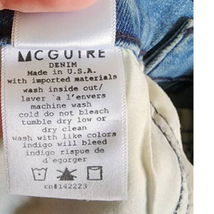 MCGUIRE
DENIM
Made in U.S.A.
with imported materials
wash inside out/
laver a l'envers
machine wash
cold do not bleach
tumble dry low or
dry clean
wash with like colors
indigo will bleed
indigo risque de
d'egorger
rn#142223